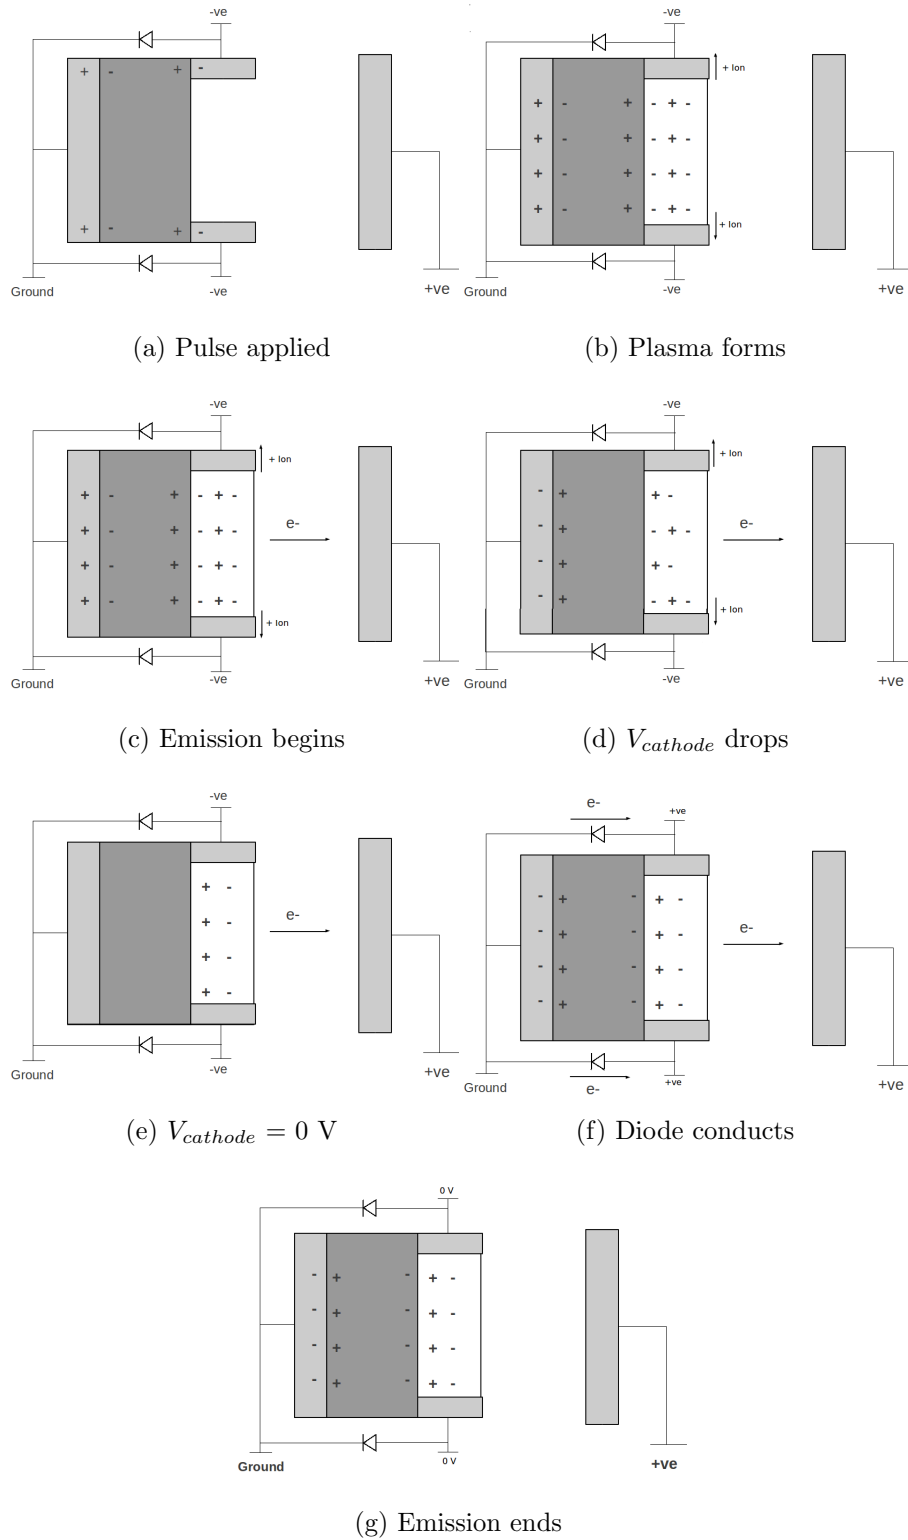 -ve
+ - + -
+ - + -
Ground
-ve
+ve
(a) Pulse applied
-ve
+ Ion
+ - + - + -
+ - + - + -
+ - + - + -
+ - + - + -
+ Ion
Ground
-ve
+ve
(b) Plasma forms
-ve
+ Ion
+ - + - + -
e-
+ - + - + -
+ - + - + -
+ - + - + -
+ Ion
Ground
-ve
+ve
(c) Emission begins
-ve
+ Ion
- + + -
e-
- + - + -
- + + -
- + - + -
+ Ion
Ground
-ve
+ve
(d) V_cathode drops
-ve
+ -
e-
+ -
+ -
+ -
Ground
-ve
+ve
(e) V_cathode = 0 V
e-
+ve
- + - + -
e-
- + - + -
- + - + -
- + - + -
Ground
e-
+ve
+ve
(f) Diode conducts
0 V
- + - + -
- + - + -
- + - + -
- + - + -
Ground
0 V
+ve
(g) Emission ends